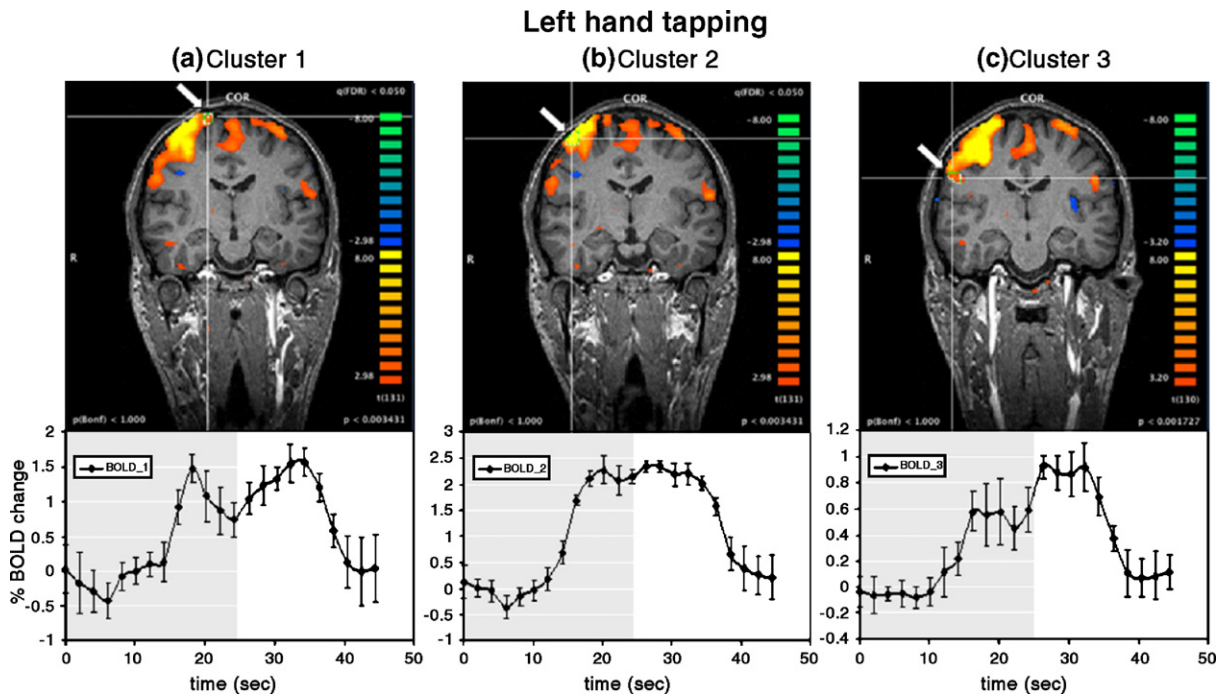 Left hand tapping
(a) Cluster 1
(b) Cluster 2
(c) Cluster 3
COR
q(FDR) < 0.050
-8.00
-2.98
8.00
2.98
t(131)
R
p(Bonf) < 1.000
p < 0.003431
COR
q(FDR) < 0.050
-8.00
-2.98
8.00
2.98
t(131)
R
p(Bonf) < 1.000
p < 0.003431
COR
-8.00
-3.20
8.00
3.20
t(130)
R
p(Bonf) < 1.000
p < 0.001727
% BOLD change
2
1.5
1
0.5
0
-0.5
-1
BOLD_1
0 10 20 30 40 50
time (sec)
3
2.5
2
1.5
1
0.5
0
-0.5
-1
BOLD_2
0 10 20 30 40 50
time (sec)
1.2
1
0.8
0.6
0.4
0.2
0
-0.2
-0.4
BOLD_3
0 10 20 30 40 50
time (sec)